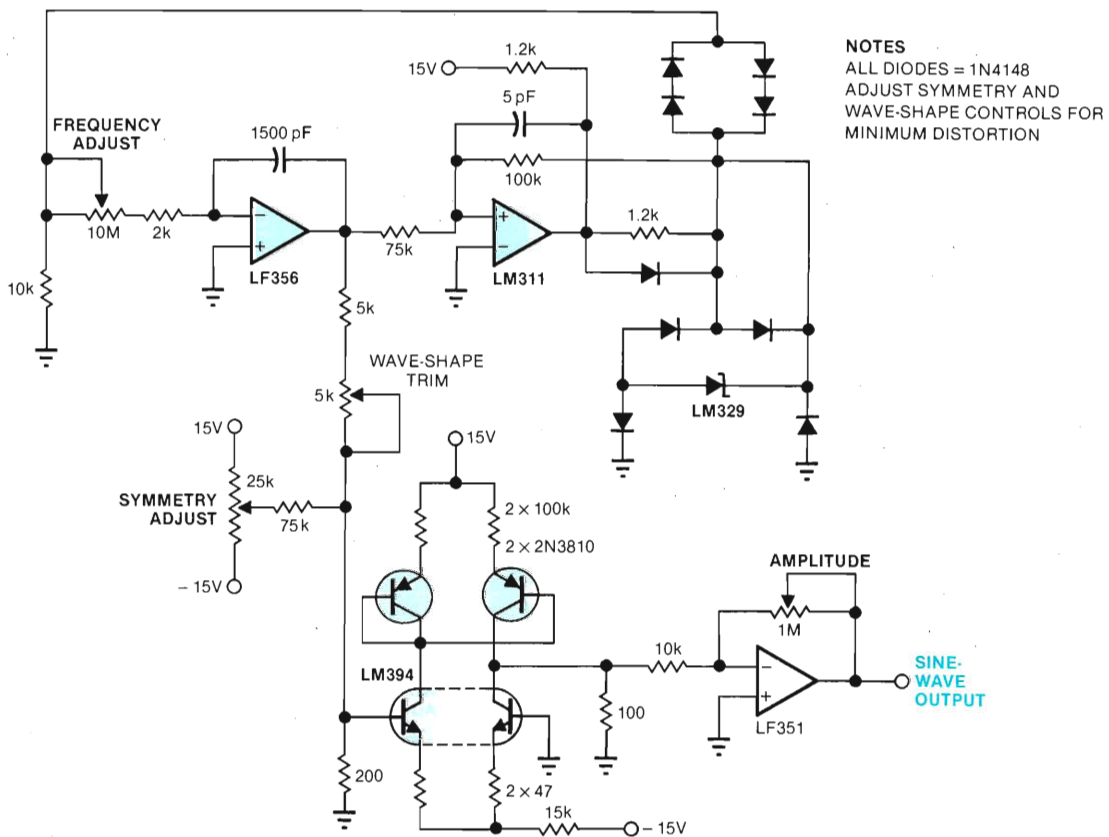 NOTES
ALL DIODES = 1N4148
ADJUST SYMMETRY AND
WAVE-SHAPE CONTROLS FOR
MINIMUM DISTORTION
15V
1.2k
5 pF
100k
FREQUENCY
ADJUST
1500 pF
10M
2k
−
+
LF356
75k
+
−
LM311
1.2k
10k
5k
WAVE-SHAPE
TRIM
5k
LM329
15V
15V
25k
SYMMETRY
ADJUST
75k
− 15V
2 × 100k
2 × 2N3810
AMPLITUDE
1M
LM394
10k
−
+
LF351
SINE-
WAVE
OUTPUT
100
200
2 × 47
15k
− 15V